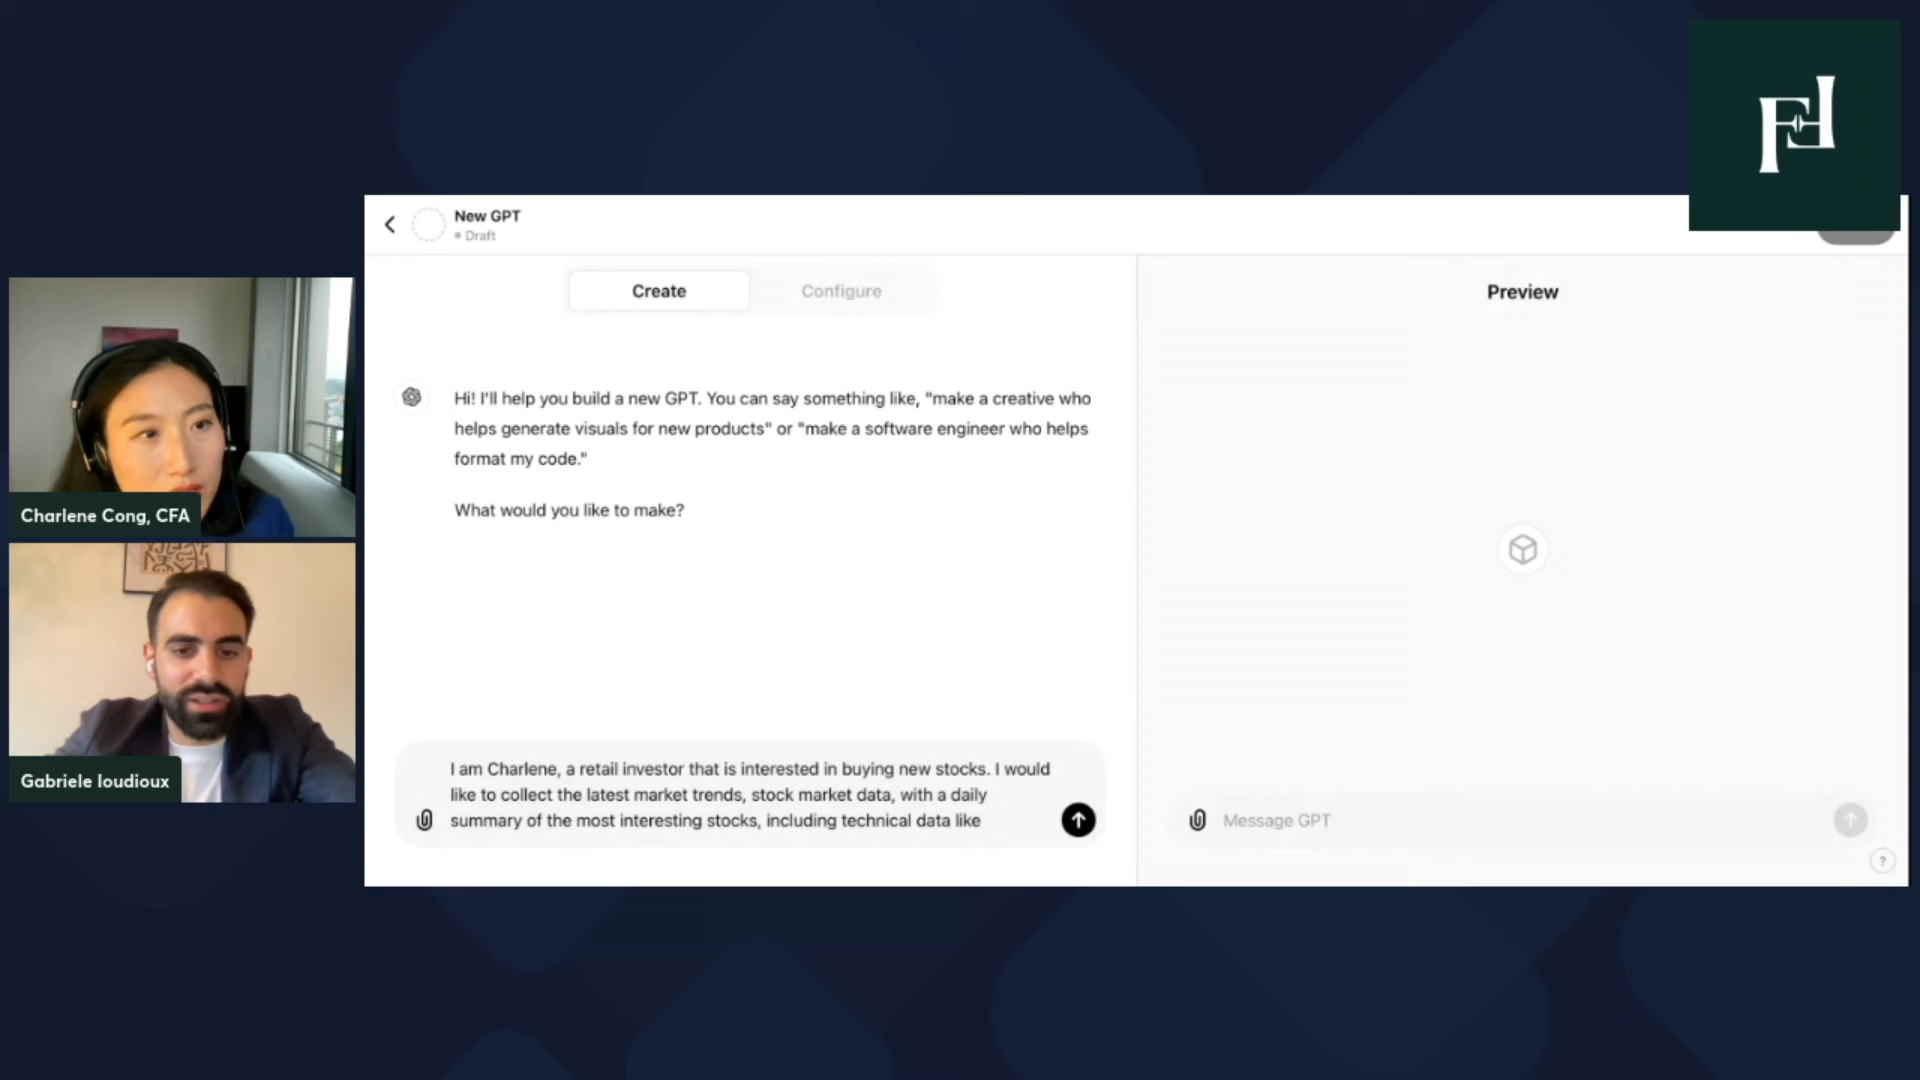 New GPT
Draft
Create
Configure
Preview
Hi! I'll help you build a new GPT. You can say something like, "make a creative who
helps generate visuals for new products" or "make a software engineer who helps
format my code."
What would you like to make?
Charlene Cong, CFA
Gabriele Ioudioux
I am Charlene, a retail investor that is interested in buying new stocks. I would
like to collect the latest market trends, stock market data, with a daily
summary of the most interesting stocks, including technical data like
Message GPT
?